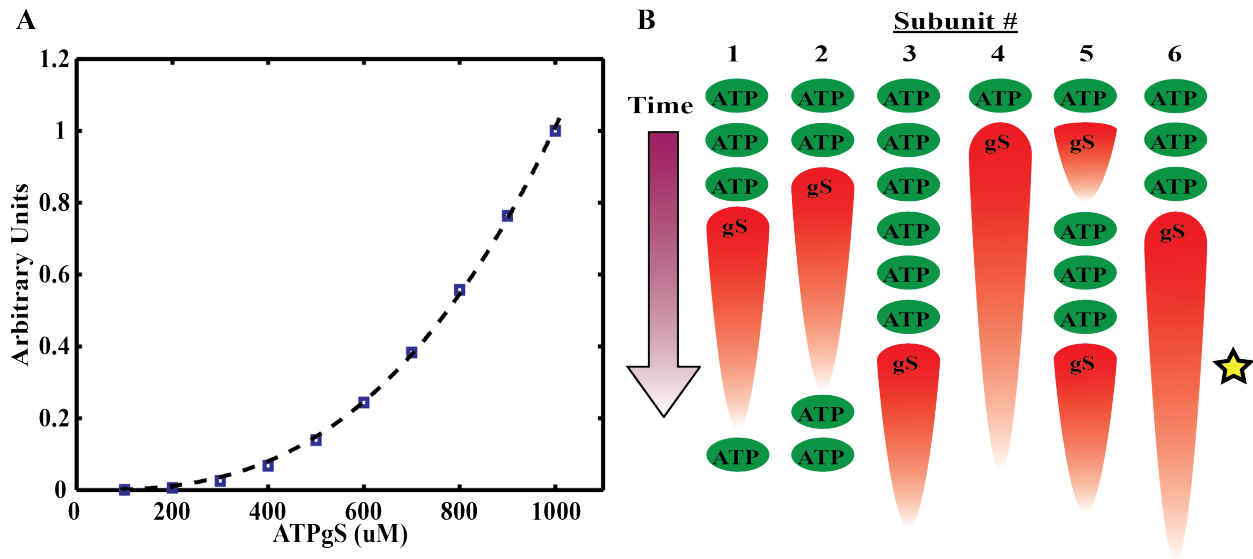 A
1.2
1
0.8
0.6
0.4
0.2
0
200
400
600
800
1000
Arbitrary Units
ATPgS (uM)
B
Subunit #
1 2 3 4 5 6
Time
ATP ATP ATP ATP ATP ATP
ATP ATP ATP gS gS ATP
ATP gS ATP ATP
gS ATP ATP gS
ATP ATP
ATP ATP
gS gS
ATP
ATP ATP